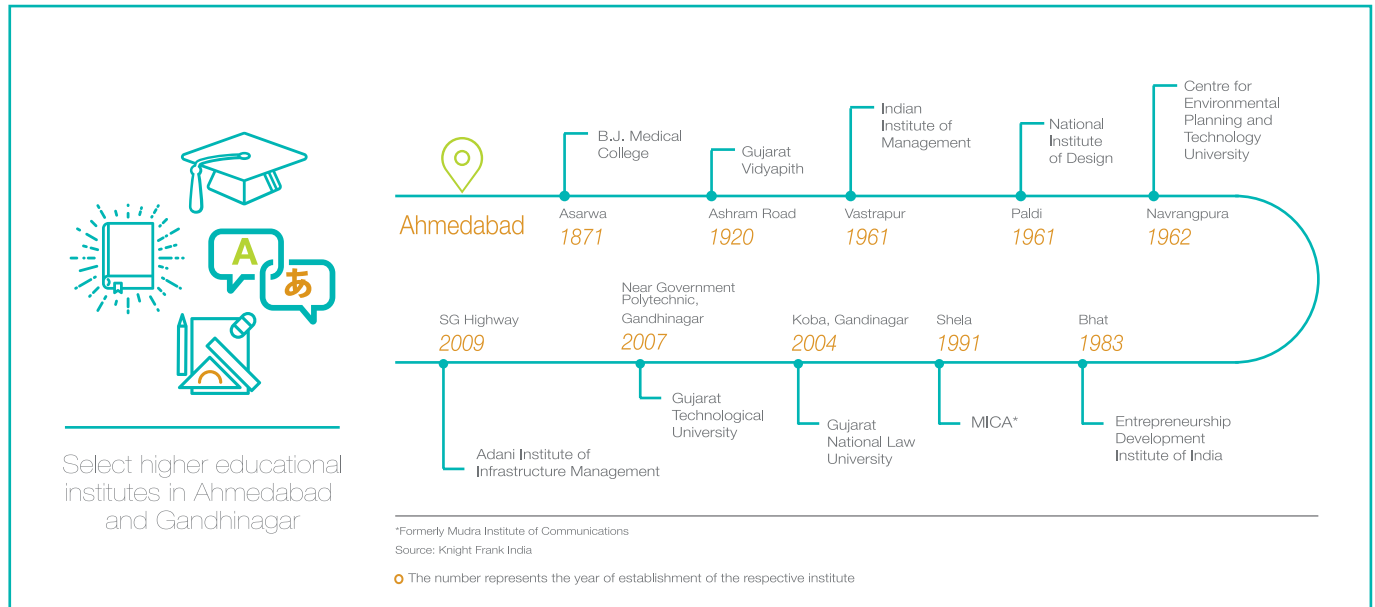 A
あ
Select higher educational
institutes in Ahmedabad
and Gandhinagar
Ahmedabad
B.J. Medical
College
Asarwa
1871
Gujarat
Vidyapith
Ashram Road
1920
Indian
Institute of
Management
Vastrapur
1961
National
Institute
of Design
Paldi
1961
Centre for
Environmental
Planning and
Technology
University
Navrangpura
1962
SG Highway
2009
Adani Institute of
Infrastructure Management
Near Government
Polytechnic,
Gandhinagar
2007
Gujarat
Technological
University
Koba, Gandinagar
2004
Gujarat
National Law
University
Shela
1991
MICA*
Bhat
1983
Entrepreneurship
Development
Institute of India
*Formerly Mudra Institute of Communications
Source: Knight Frank India
The number represents the year of establishment of the respective institute